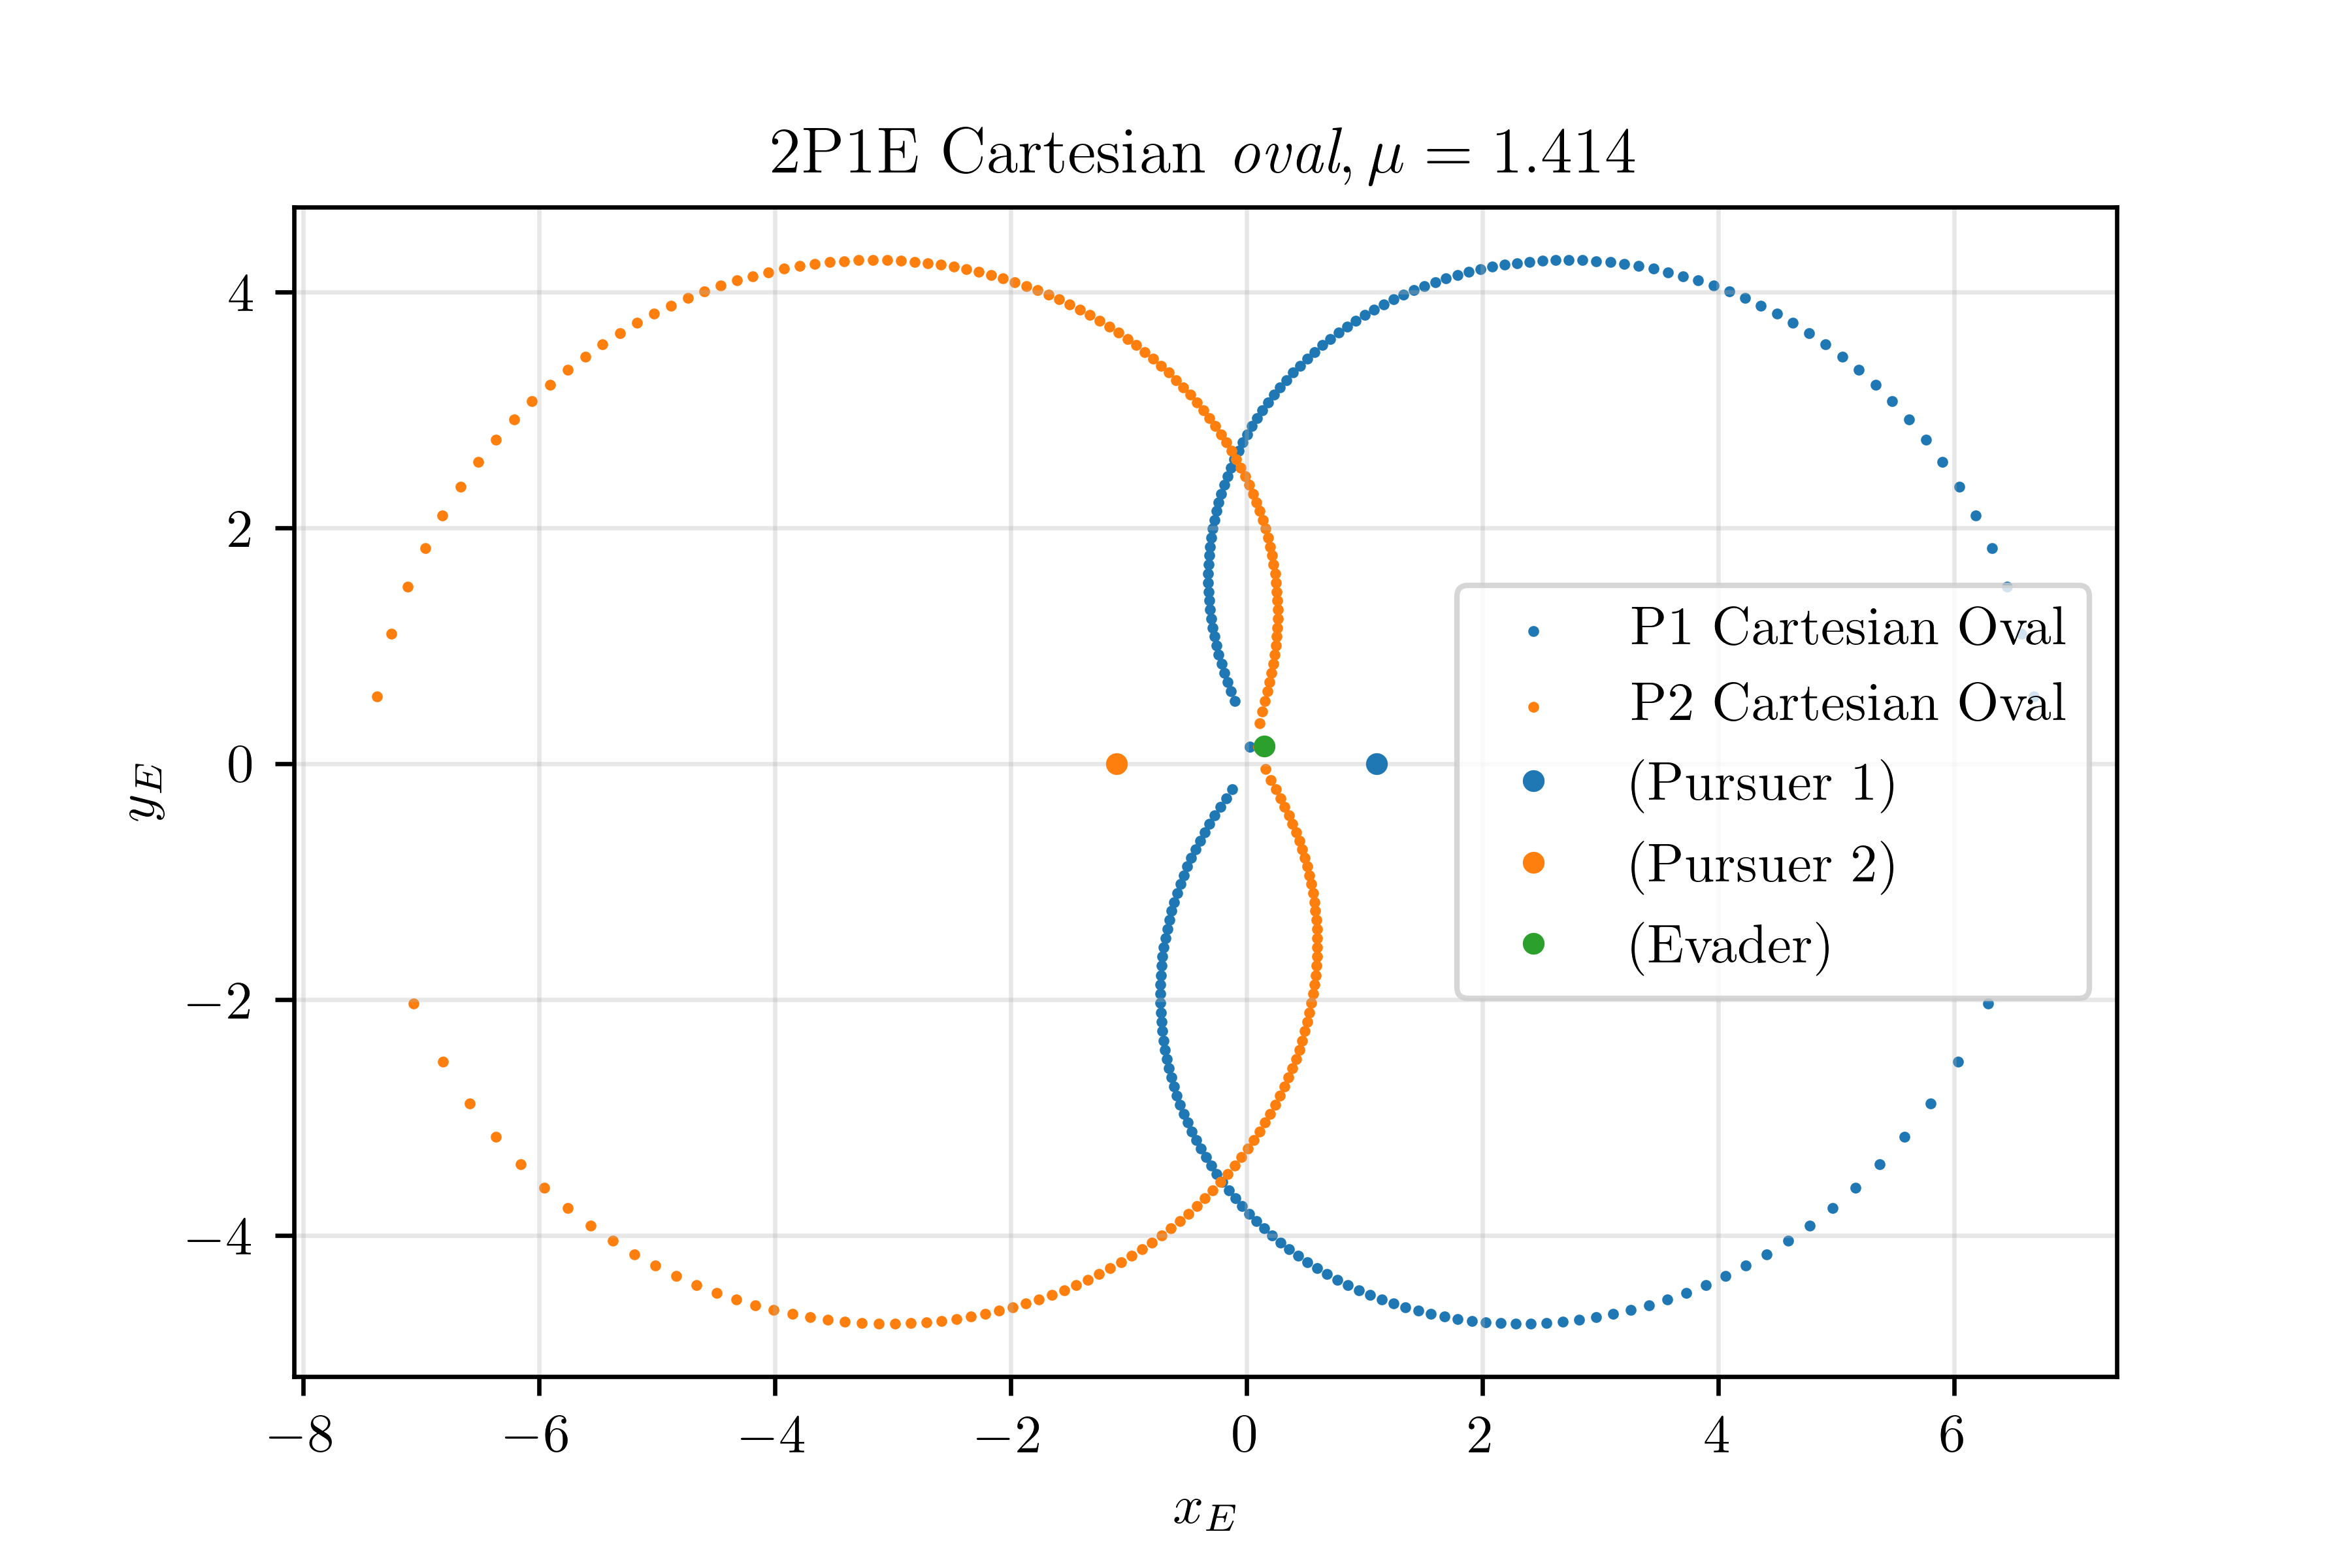 2P1E Cartesian oval, μ = 1.414
y_E
4
2
0
−2
−4
P1 Cartesian Oval
P2 Cartesian Oval
(Pursuer 1)
(Pursuer 2)
(Evader)
−8 −6 −4 −2 0 2 4 6
x_E